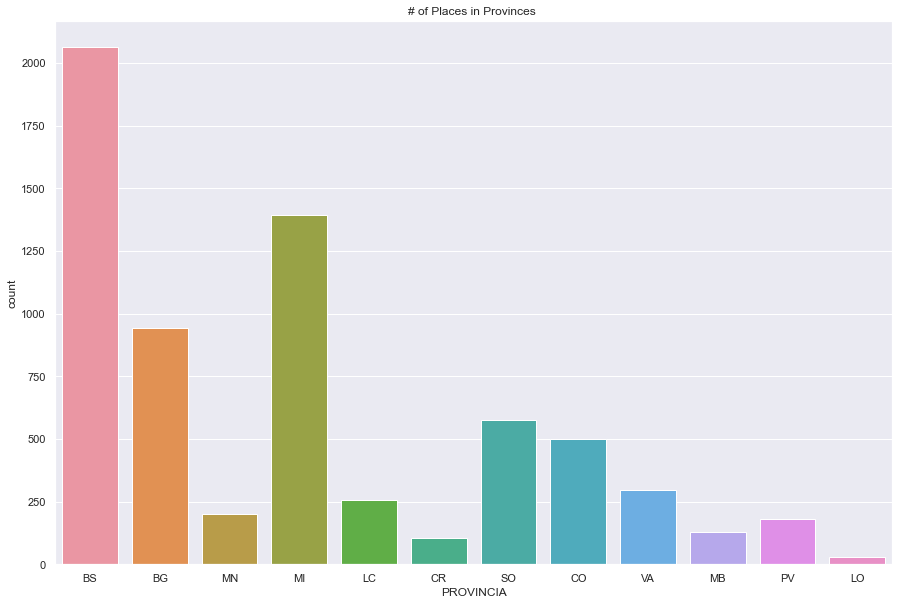 # of Places in Provinces
count
2000
1750
1500
1250
1000
750
500
250
0
BS BG MN MI LC CR SO CO VA MB PV LO
PROVINCIA